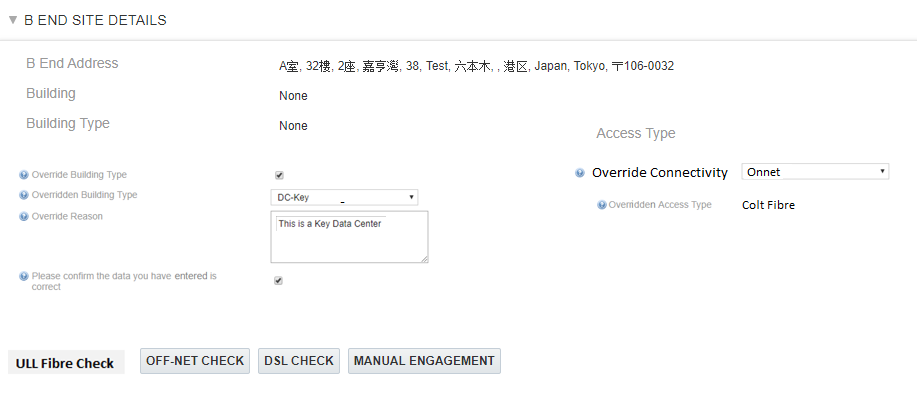 B END SITE DETAILS
B End Address
A室, 32樓, 2座, 嘉亨灣, 38, Test, 六本木, , 港区, Japan, Tokyo, 〒106-0032
Building
None
Building Type
None
Access Type
Override Building Type
Override Connectivity
Onnet
Overridden Building Type
DC-Key
Overridden Access Type
Colt Fibre
Override Reason
This is a Key Data Center
Please confirm the data you have entered is
correct
ULL Fibre Check
OFF-NET CHECK
DSL CHECK
MANUAL ENGAGEMENT